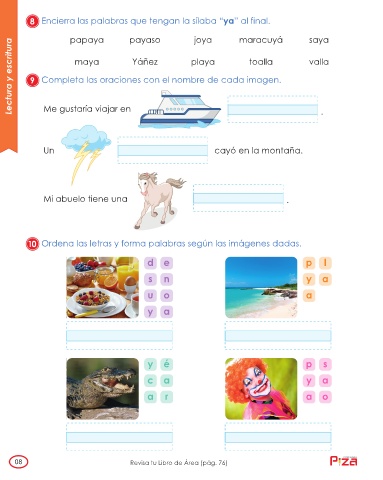 Lectura y escritura
8 Encierra las palabras que tengan la sílaba “ya” al final.
papaya payaso joya maracuyá saya
maya Yáñez playa toalla valla
9 Completa las oraciones con el nombre de cada imagen.
Me gustaría viajar en .
Un cayó en la montaña.
Mi abuelo tiene una .
10 Ordena las letras y forma palabras según las imágenes dadas.
d e
s n
u o
y a
p l
y a
a
y é
c a
a r
p s
y a
a o
08
Revisa tu Libro de Área (pág. 76)
Piza